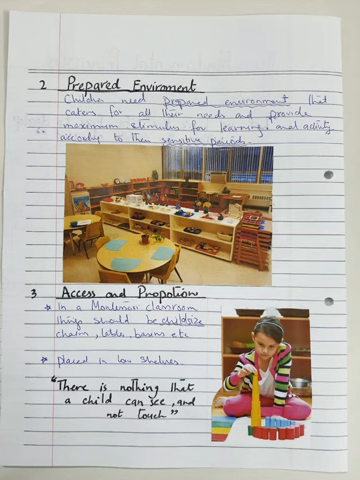 2 Prepared Enviroment
Children need prepared environment that
caters for all their needs and provide
maximum stimulus for learning and activity
according to their sensitive periods.
3 Access and Propotion
* In a Montessori classroom
things should be childsize
chairs, tables, basins etc
* placed in low shelves.
"There is nothing that
a child can see, and
not touch"